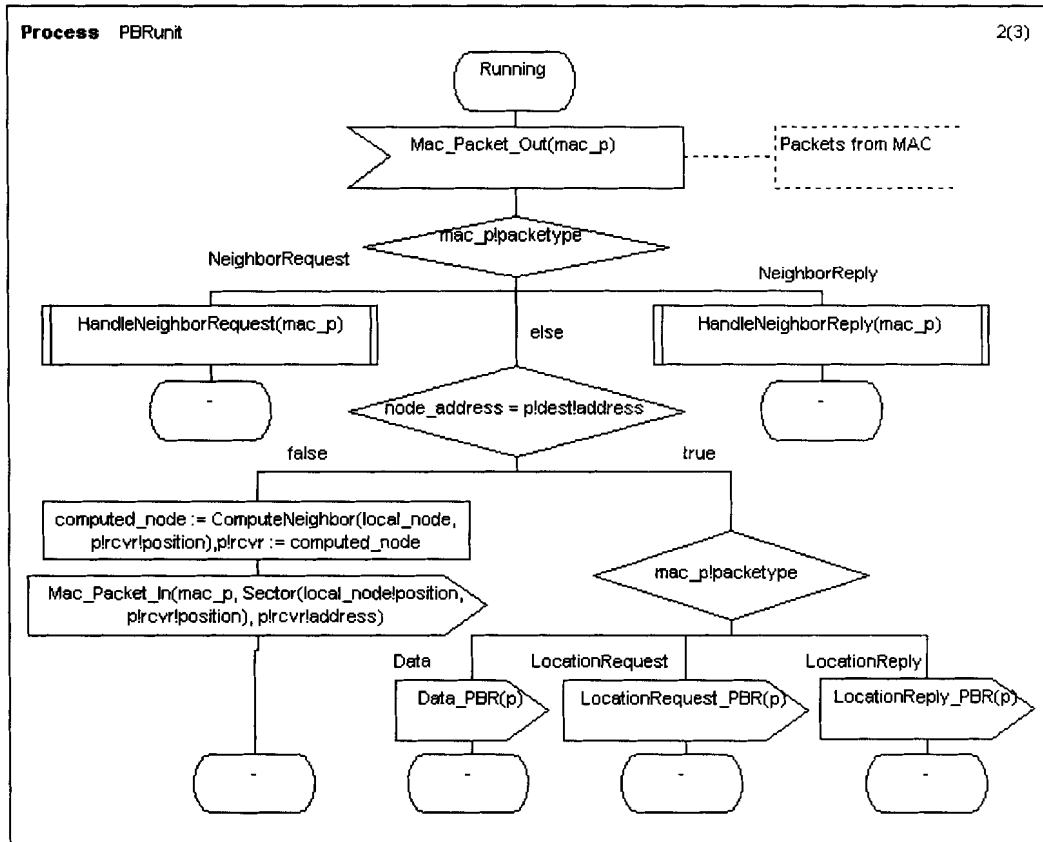 Process PBRunit 2(3)
Running
Mac_Packet_Out(mac_p)
Packets from MAC
mac_p!packetype
NeighborRequest
NeighborReply
HandleNeighborRequest(mac_p)
else
HandleNeighborReply(mac_p)
-
node_address = p!dest!address
-
false
true
computed_node := ComputeNeighbor(local_node,
p!rcvr!position),p!rcvr := computed_node
mac_p!packetype
Mac_Packet_In(mac_p, Sector(local_node!position,
p!rcvr!position), p!rcvr!address)
Data
LocationRequest
LocationReply
Data_PBR(p)
LocationRequest_PBR(p)
LocationReply_PBR(p)
-
-
-
-